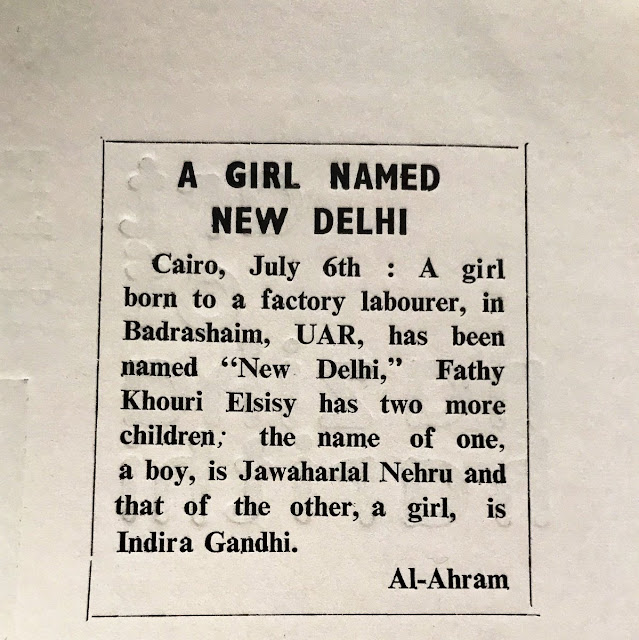 A GIRL NAMED
NEW DELHI
Cairo, July 6th : A girl
born to a factory labourer, in
Badrashaim, UAR, has been
named “New Delhi,” Fathy
Khouri Elsisy has two more
children; the name of one,
a boy, is Jawaharlal Nehru and
that of the other, a girl, is
Indira Gandhi.
Al-Ahram